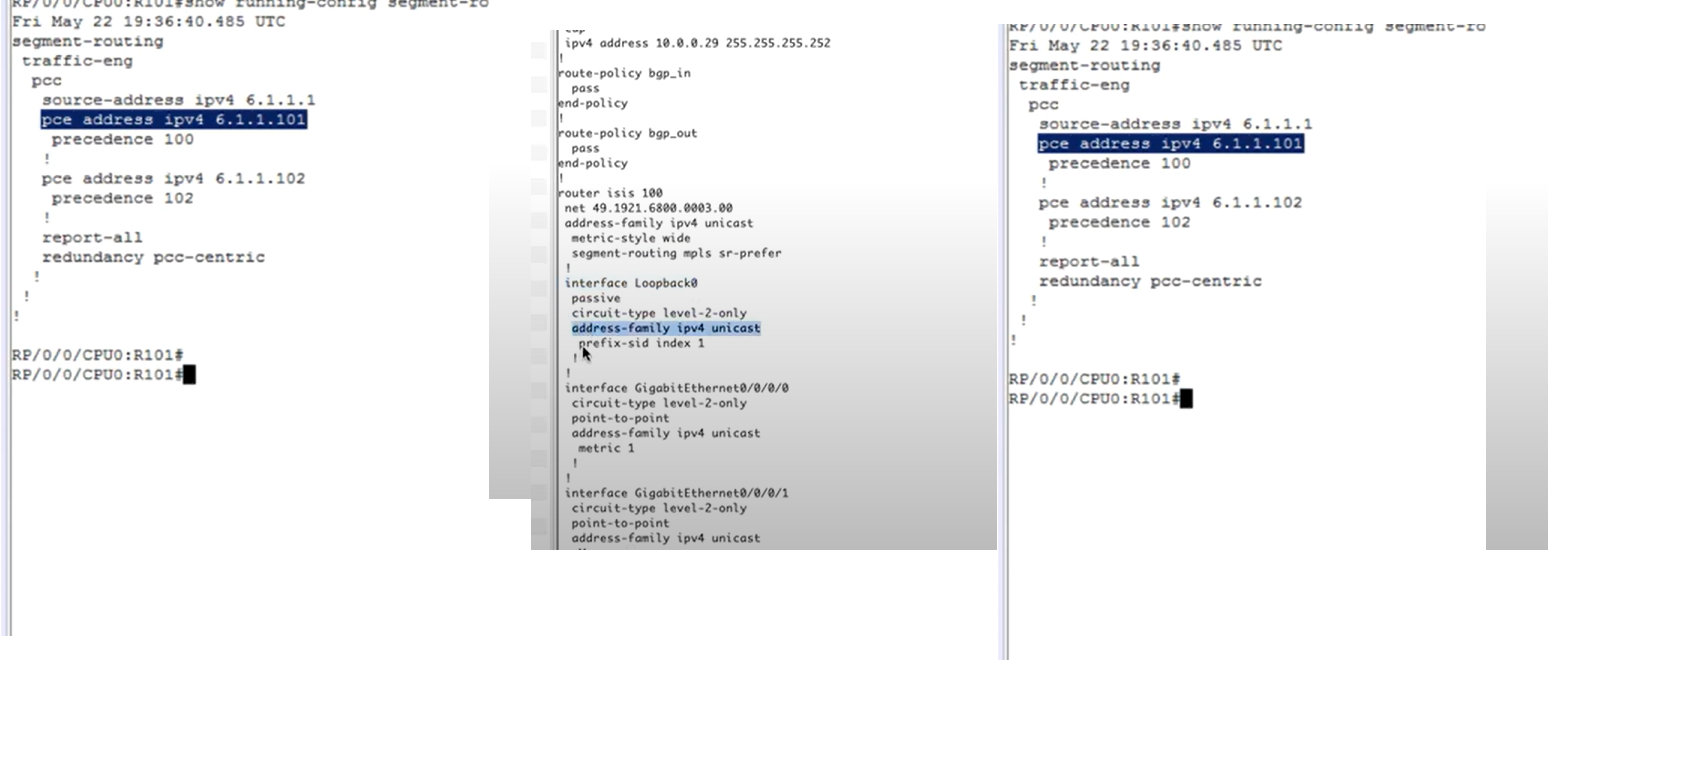 RP/0/0/CPU0:R101#show running-config segment-ro
Fri May 22 19:36:40.485 UTC
segment-routing
traffic-eng
pcc
source-address ipv4 6.1.1.1
pce address ipv4 6.1.1.101
precedence 100
!
pce address ipv4 6.1.1.102
precedence 102
!
report-all
redundancy pcc-centric
!
!
!
RP/0/0/CPU0:R101#
RP/0/0/CPU0:R101#
ipv4 address 10.0.0.29 255.255.255.252
!
route-policy bgp_in
pass
end-policy
!
route-policy bgp_out
pass
end-policy
!
router isis 100
net 49.1921.6800.0003.00
address-family ipv4 unicast
metric-style wide
segment-routing mpls sr-prefer
!
interface Loopback0
passive
circuit-type level-2-only
address-family ipv4 unicast
prefix-sid index 1
!
!
interface GigabitEthernet0/0/0/0
circuit-type level-2-only
point-to-point
address-family ipv4 unicast
metric 1
!
!
interface GigabitEthernet0/0/0/1
circuit-type level-2-only
point-to-point
address-family ipv4 unicast
RP/0/0/CPU0:R101#show running-config segment-ro
Fri May 22 19:36:40.485 UTC
segment-routing
traffic-eng
pcc
source-address ipv4 6.1.1.1
pce address ipv4 6.1.1.101
precedence 100
!
pce address ipv4 6.1.1.102
precedence 102
!
report-all
redundancy pcc-centric
!
!
!
RP/0/0/CPU0:R101#
RP/0/0/CPU0:R101#